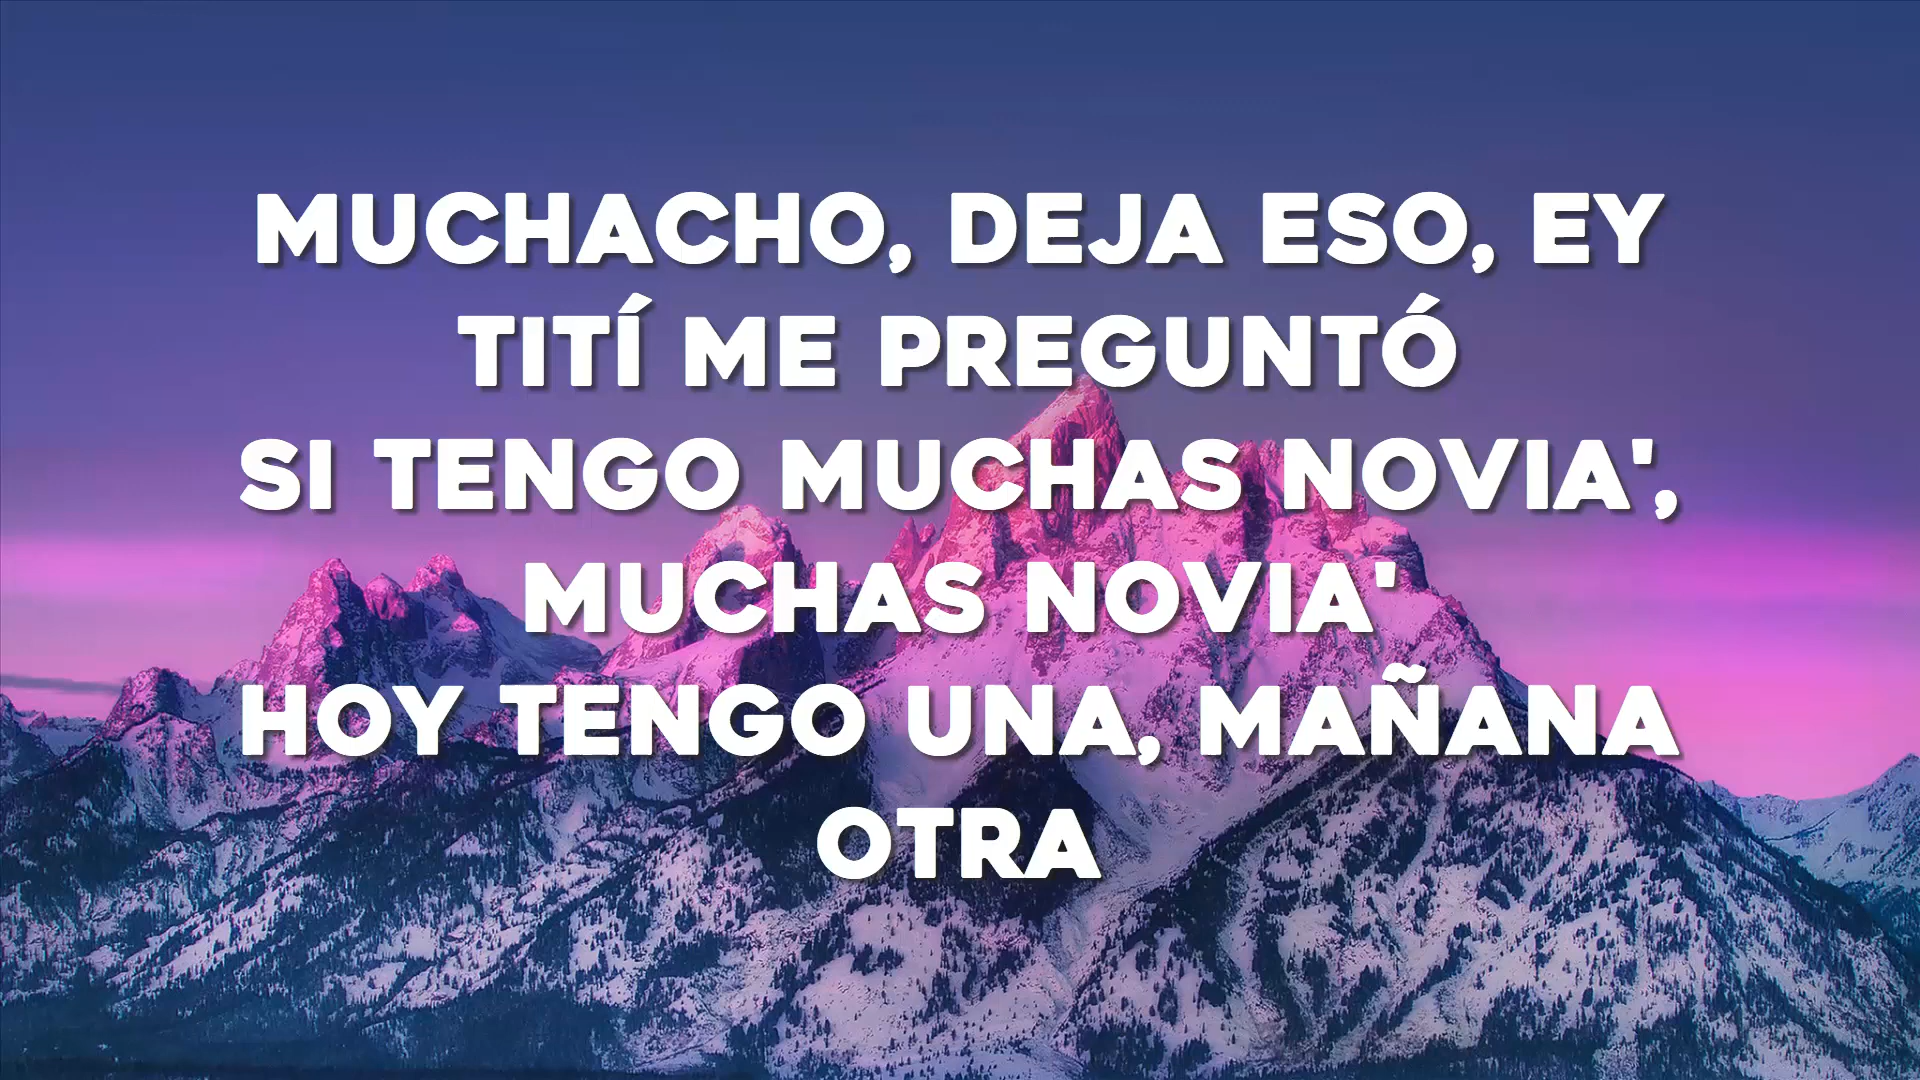 MUCHACHO, DEJA ESO, EY
TITÍ ME PREGUNTÓ
SI TENGO MUCHAS NOVIA',
MUCHAS NOVIA'
HOY TENGO UNA, MAÑANA
OTRA